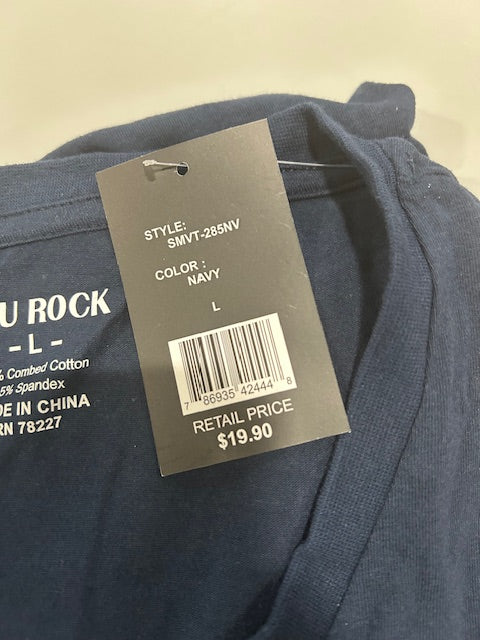 STYLE:
SMVT-285NV
COLOR :
NAVY
L
7 86935 42444 8
RETAIL PRICE
$19.90
U ROCK
- L -
% Combed Cotton
5% Spandex
DE IN CHINA
RN 78227